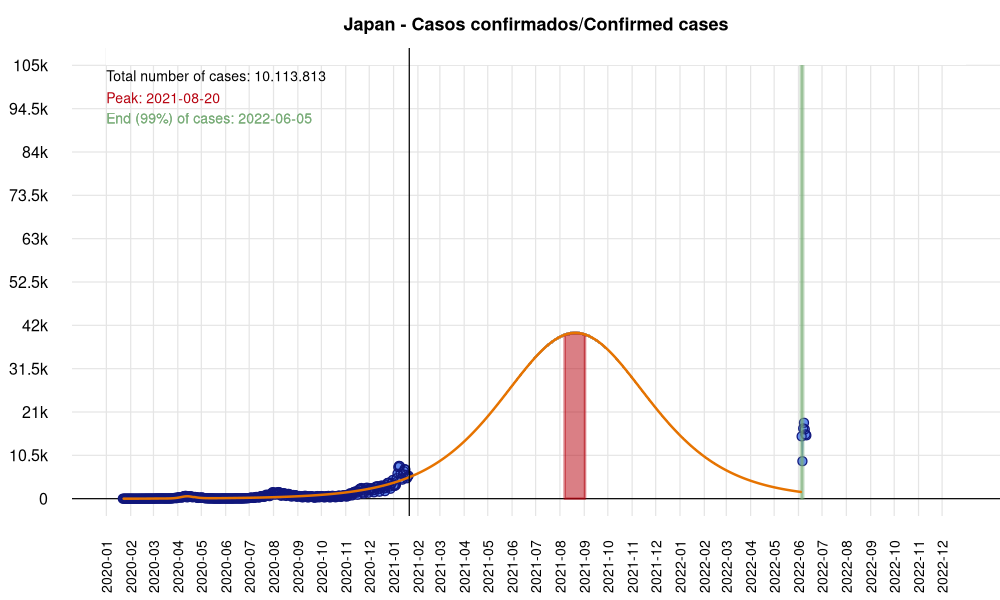 Japan - Casos confirmados/Confirmed cases
Total number of cases: 10.113.813
Peak: 2021-08-20
End (99%) of cases: 2022-06-05
105k
94.5k
84k
73.5k
63k
52.5k
42k
31.5k
21k
10.5k
0
2020-01
2020-02
2020-03
2020-04
2020-05
2020-06
2020-07
2020-08
2020-09
2020-10
2020-11
2020-12
2021-01
2021-02
2021-03
2021-04
2021-05
2021-06
2021-07
2021-08
2021-09
2021-10
2021-11
2021-12
2022-01
2022-02
2022-03
2022-04
2022-05
2022-06
2022-07
2022-08
2022-09
2022-10
2022-11
2022-12